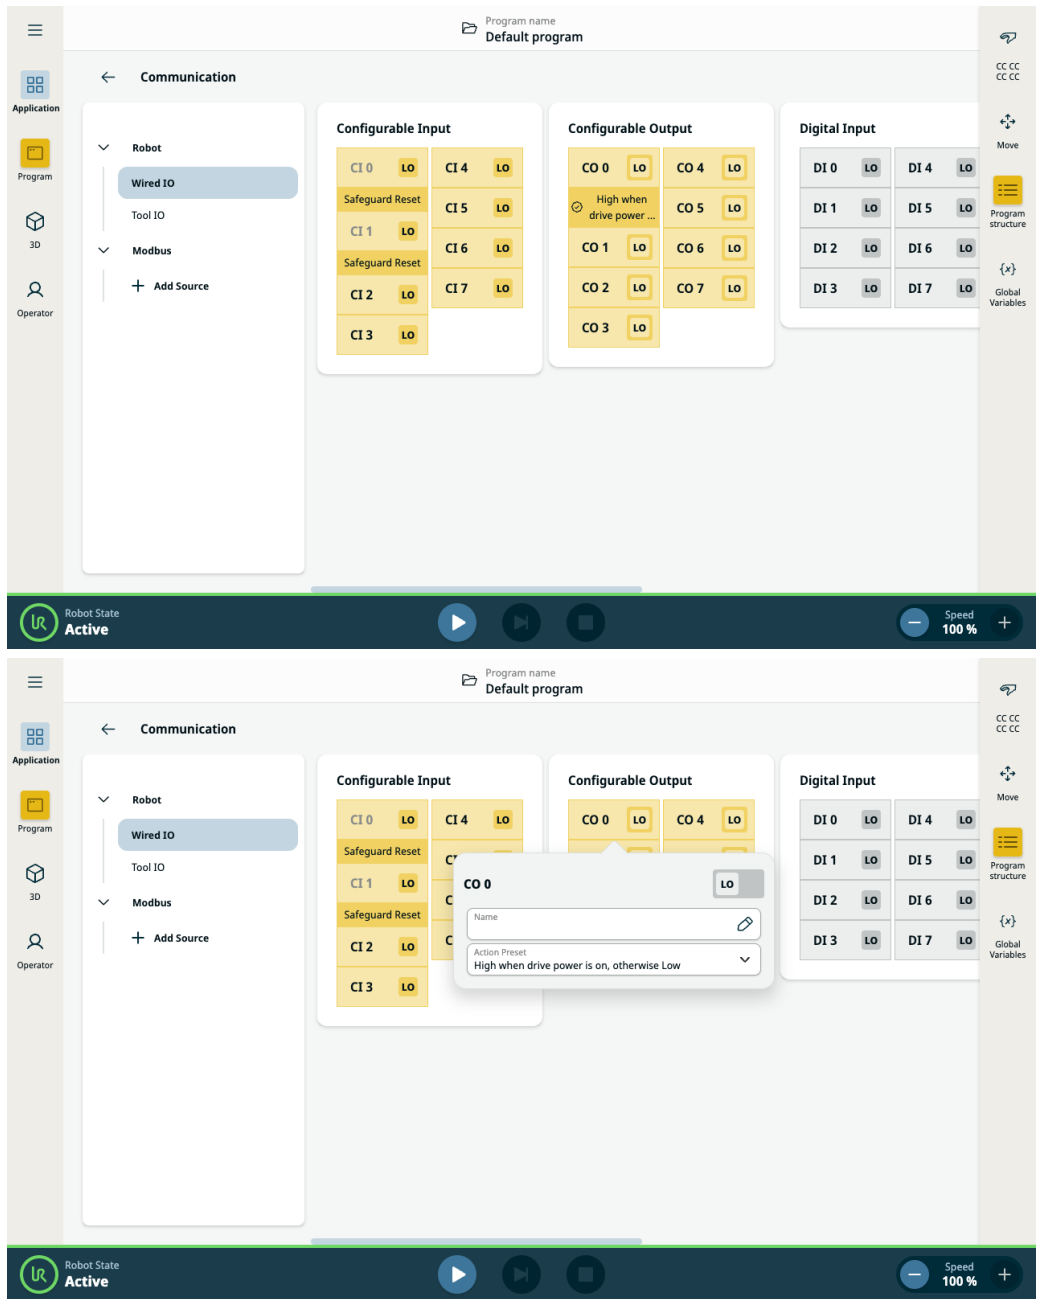 Program name
Default program
Application
Program
3D
Operator
Communication
Robot
Wired IO
Tool IO
Modbus
Add Source
Configurable Input
CI 0 LO CI 4 LO
Safeguard Reset
CI 5 LO
CI 1 LO
CI 6 LO
Safeguard Reset
CI 2 LO CI 7 LO
CI 3 LO
Configurable Output
CO 0 LO CO 4 LO
High when
drive power ...
CO 5 LO
CO 1 LO CO 6 LO
CO 2 LO CO 7 LO
CO 3 LO
Digital Input
DI 0 LO DI 4 LO
DI 1 LO DI 5 LO
DI 2 LO DI 6 LO
DI 3 LO DI 7 LO
CC CC
CC CC
Move
Program
structure
{x}
Global
Variables
Robot State
Active
Speed
100 %
Program name
Default program
Application
Program
3D
Operator
Communication
Robot
Wired IO
Tool IO
Modbus
Add Source
Configurable Input
CI 0 LO CI 4 LO
Safeguard Reset
CI 1 LO
Safeguard Reset
CI 2 LO
CI 3 LO
Configurable Output
CO 0 LO CO 4 LO
CO 0 LO
Name
Action Preset
High when drive power is on, otherwise Low
Digital Input
DI 0 LO DI 4 LO
DI 1 LO DI 5 LO
DI 2 LO DI 6 LO
DI 3 LO DI 7 LO
CC CC
CC CC
Move
Program
structure
{x}
Global
Variables
Robot State
Active
Speed
100 %